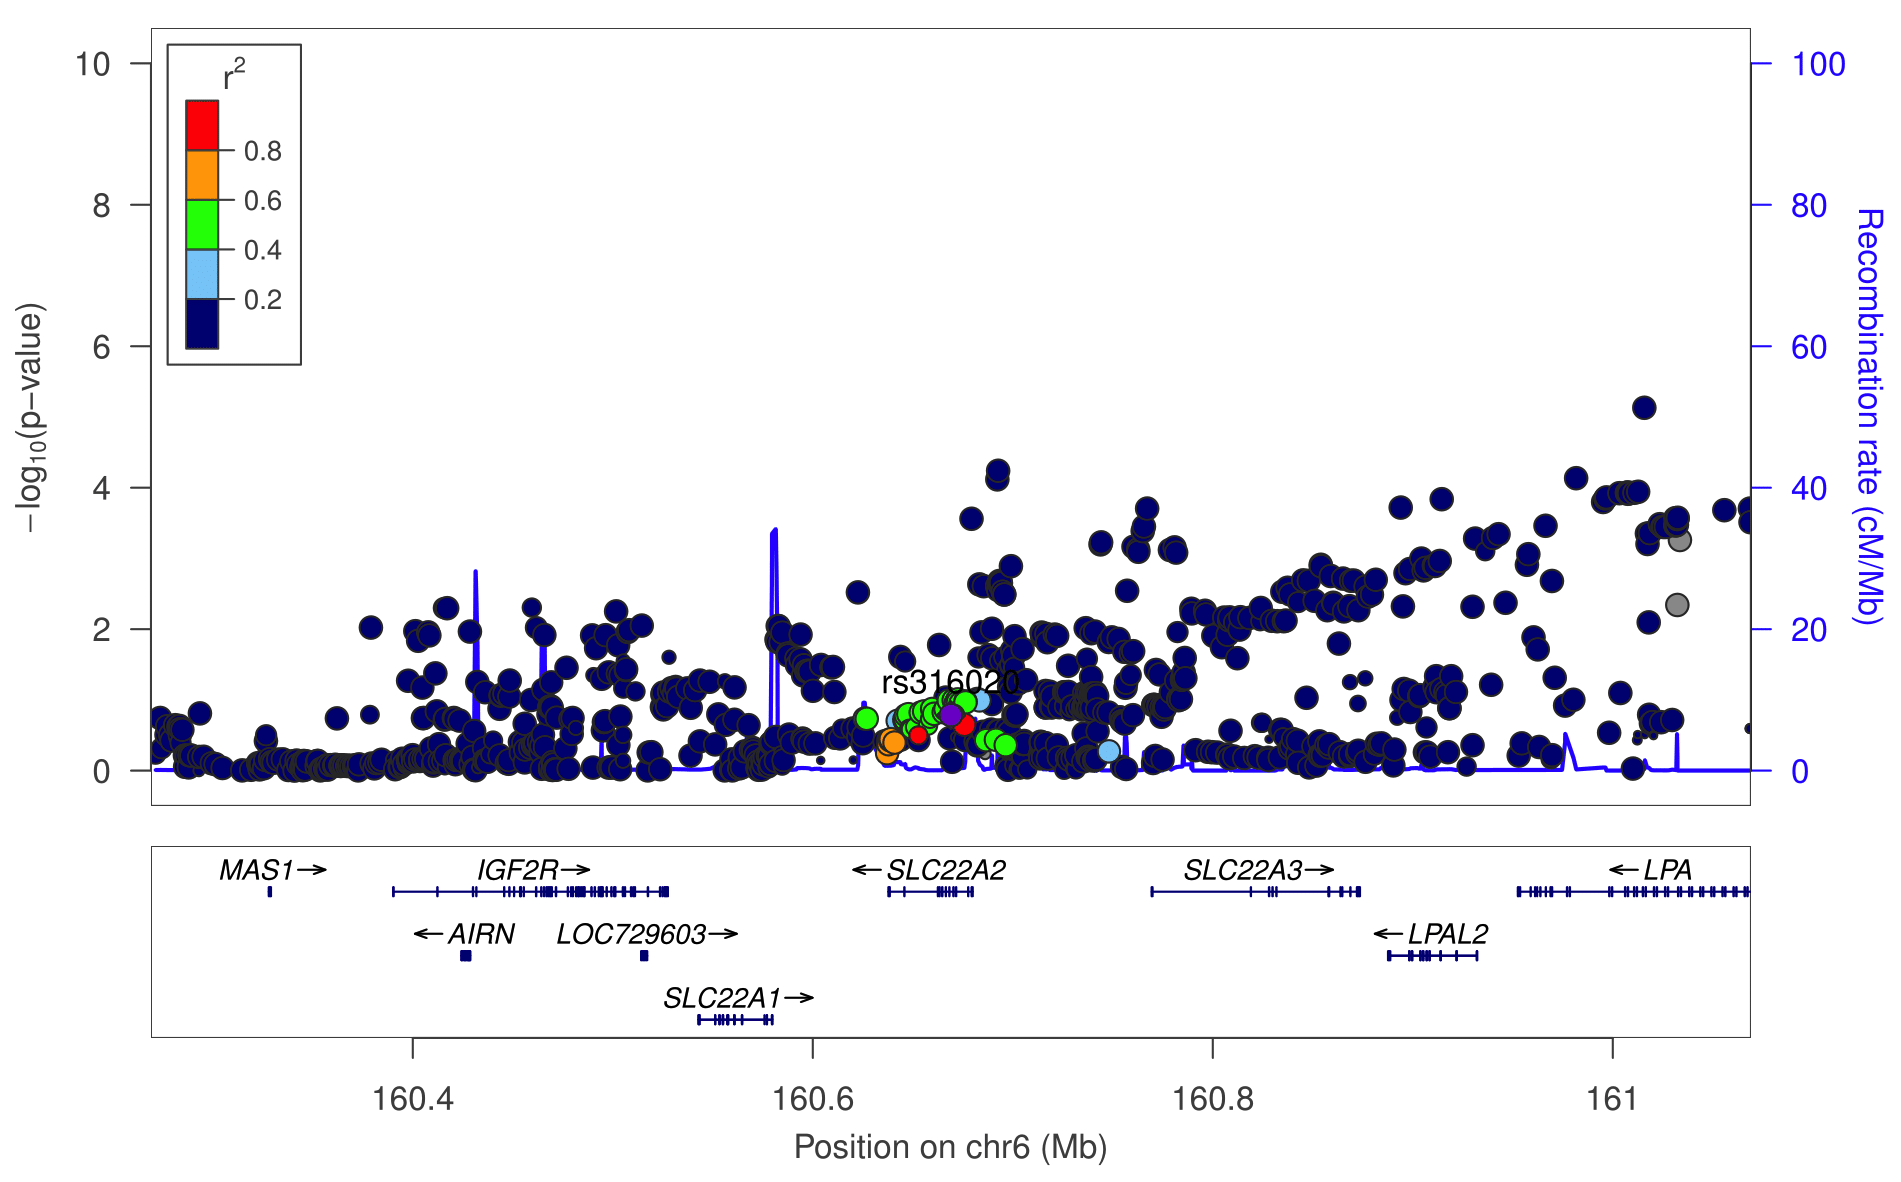 r2
0.8
0.6
0.4
0.2
10
8
6
4
2
0
−log10(p−value)
100
80
60
40
20
0
Recombination rate (cM/Mb)
rs316020
MAS1→ IGF2R→ ←SLC22A2 SLC22A3→ ←LPA
←AIRN LOC729603→ ←LPAL2
SLC22A1→
160.4 160.6 160.8 161
Position on chr6 (Mb)